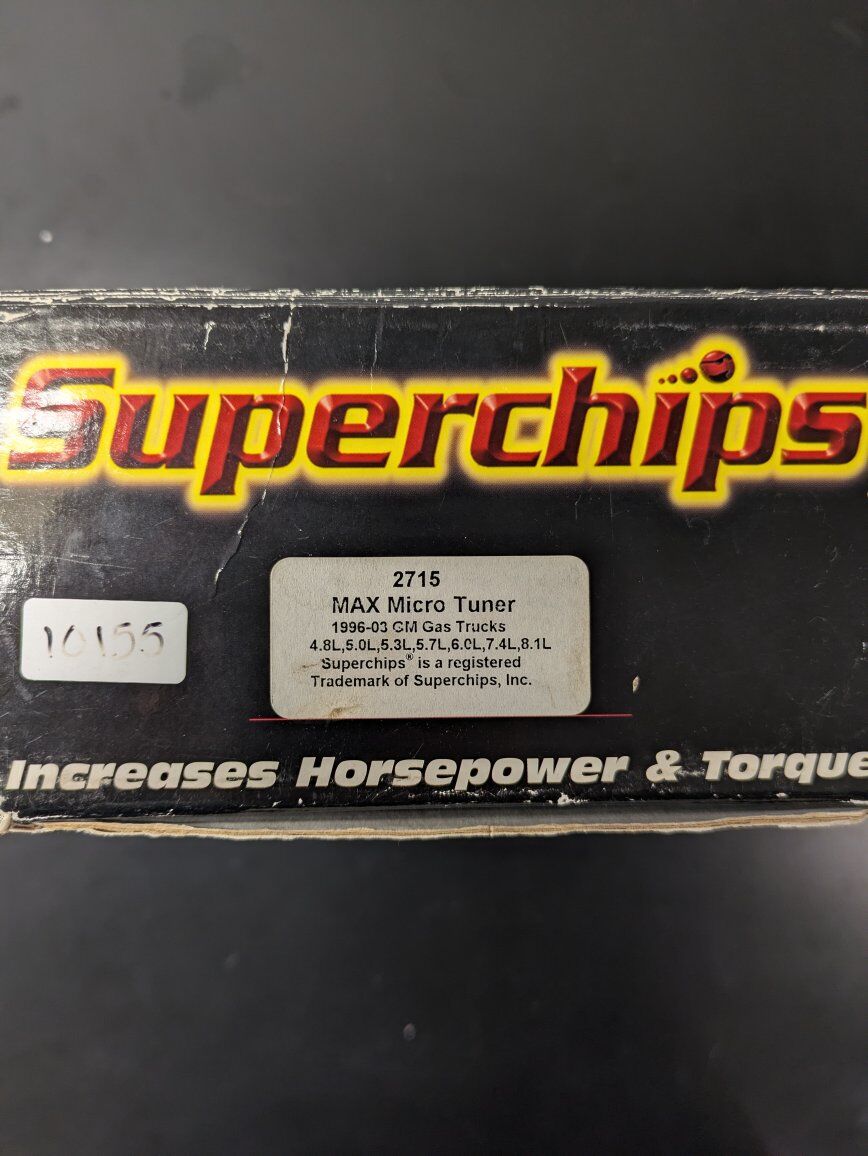 Superchips
2715
MAX Micro Tuner
1996-03 GM Gas Trucks
4.8L,5.0L,5.3L,5.7L,6.0L,7.4L,8.1L
Superchips® is a registered
Trademark of Superchips, Inc.
10155
Increases Horsepower & Torque